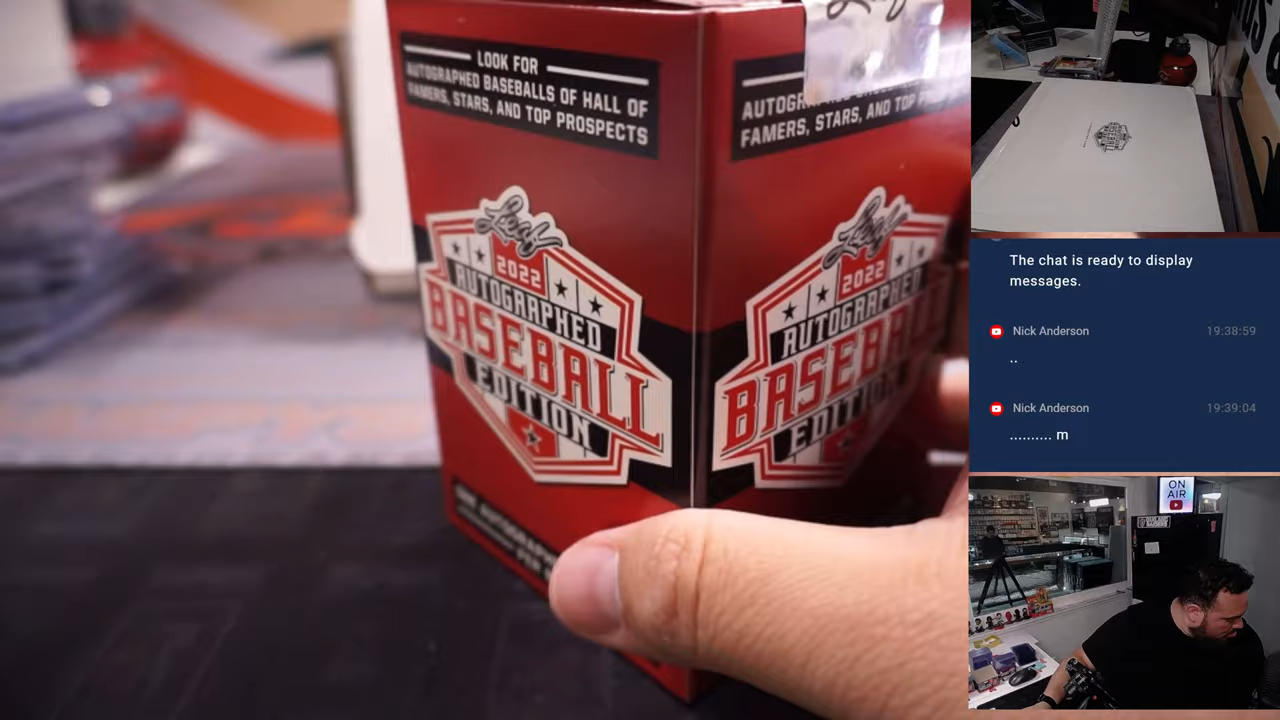 LOOK FOR
AUTOGRAPHED BASEBALLS OF HALL OF
FAMERS, STARS, AND TOP PROSPECTS
Leaf
2022
AUTOGRAPHED
BASEBALL
EDITION
FAMERS, STARS, AND TOP
Leaf
2022
AUTOGRAPHED
BASEBALL
EDITION
The chat is ready to display
messages.
Nick Anderson 19:38:59
..
Nick Anderson 19:39:04
.......... m
ON
AIR